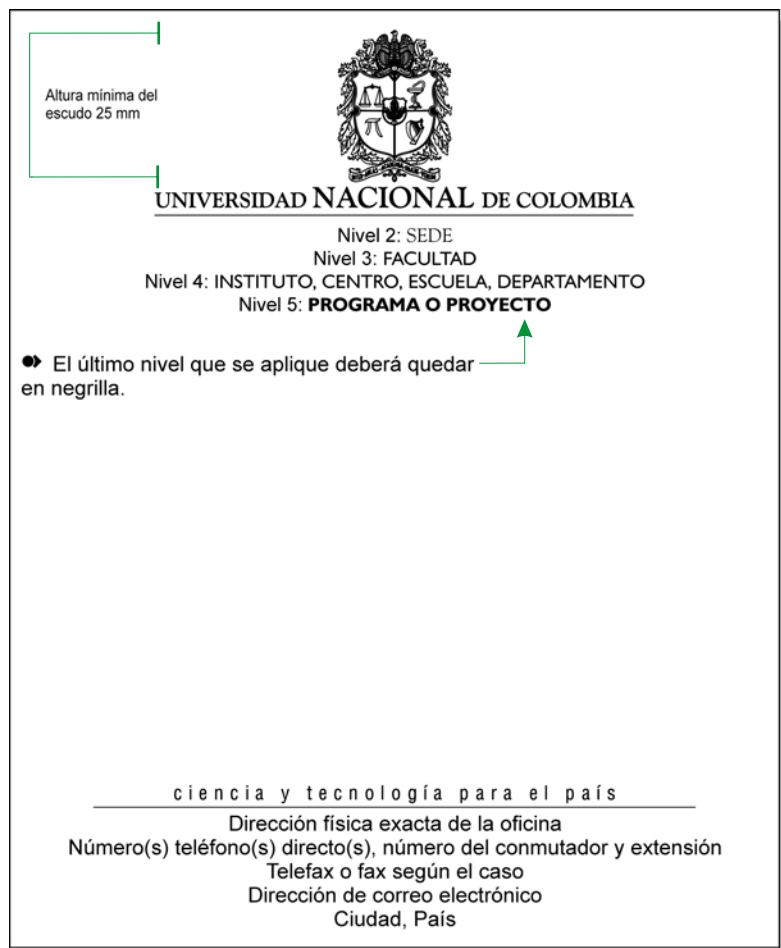 Altura mínima del
escudo 25 mm
UNIVERSIDAD NACIONAL DE COLOMBIA
Nivel 2: SEDE
Nivel 3: FACULTAD
Nivel 4: INSTITUTO, CENTRO, ESCUELA, DEPARTAMENTO
Nivel 5: PROGRAMA O PROYECTO
El último nivel que se aplique deberá quedar
en negrilla.
ciencia y tecnología para el país
Dirección física exacta de la oficina
Número(s) teléfono(s) directo(s), número del conmutador y extensión
Telefax o fax según el caso
Dirección de correo electrónico
Ciudad, País